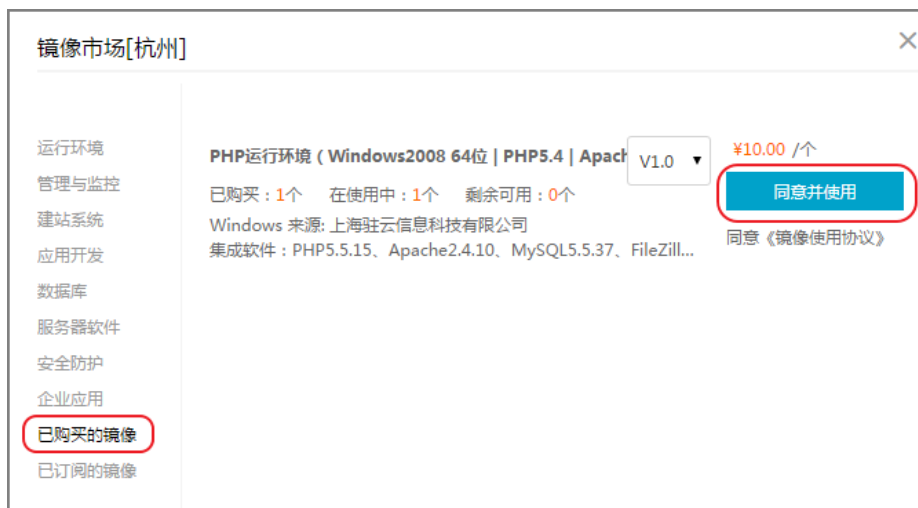 镜像市场[杭州]
运行环境
管理与监控
建站系统
应用开发
数据库
服务器软件
安全防护
企业应用
已购买的镜像
已订阅的镜像
PHP运行环境 ( Windows2008 64位 | PHP5.4 | Apach
V1.0
已购买：1个 在使用中：1个 剩余可用：0个
Windows 来源: 上海驻云信息科技有限公司
集成软件：PHP5.5.15、Apache2.4.10、MySQL5.5.37、FileZill...
¥10.00 /个
同意并使用
同意《镜像使用协议》